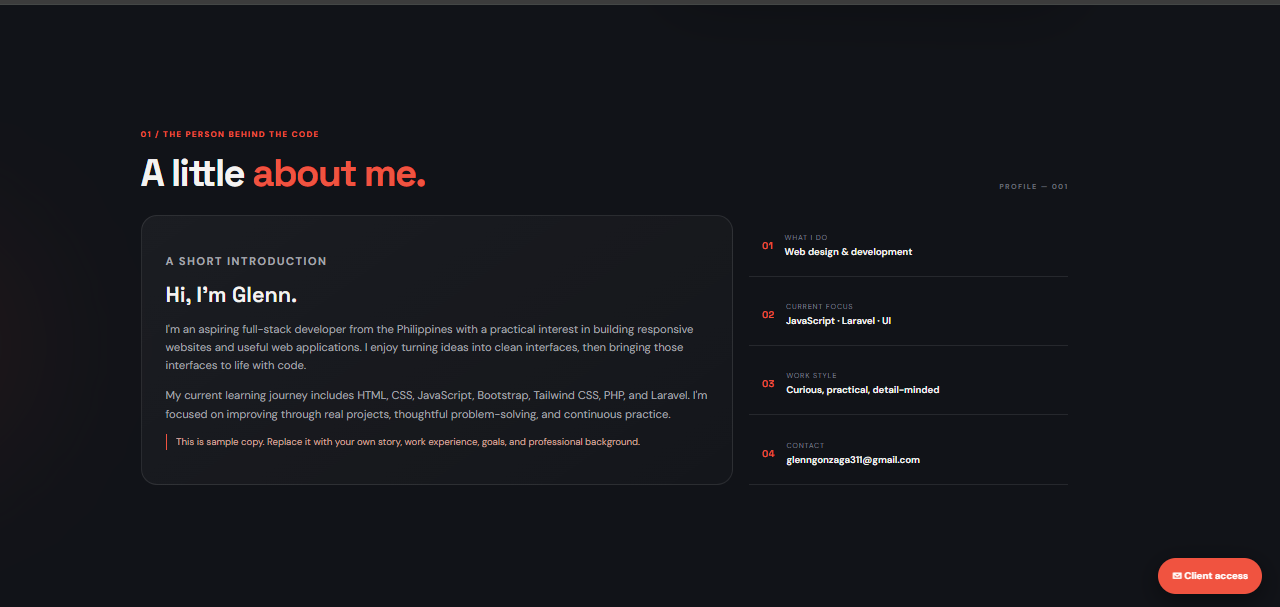 01 / THE PERSON BEHIND THE CODE
A little about me.
PROFILE — 001
A SHORT INTRODUCTION
Hi, I'm Glenn.
I'm an aspiring full-stack developer from the Philippines with a practical interest in building responsive
websites and useful web applications. I enjoy turning ideas into clean interfaces, then bringing those
interfaces to life with code.
My current learning journey includes HTML, CSS, JavaScript, Bootstrap, Tailwind CSS, PHP, and Laravel. I'm
focused on improving through real projects, thoughtful problem-solving, and continuous practice.
This is sample copy. Replace it with your own story, work experience, goals, and professional background.
01
WHAT I DO
Web design & development
02
CURRENT FOCUS
JavaScript · Laravel · UI
03
WORK STYLE
Curious, practical, detail-minded
04
CONTACT
glenngonzaga311@gmail.com
Client access